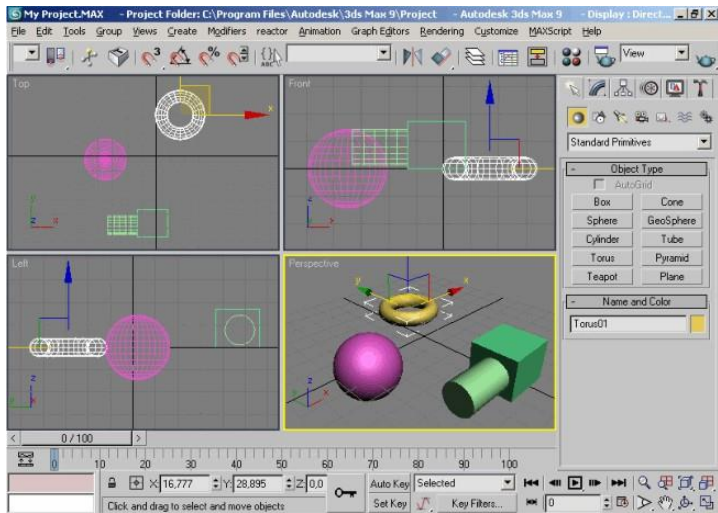 My Project.MAX - Project Folder: C:\Program Files\Autodesk\3ds Max 9\Project - Autodesk 3ds Max 9 - Display : Direct...
File Edit Tools Group Views Create Modifiers reactor Animation Graph Editors Rendering Customize MAXScript Help
View
Top
Front
Standard Primitives
- Object Type
AutoGrid
Box Cone
Sphere GeoSphere
Cylinder Tube
Torus Pyramid
Teapot Plane
Left
Perspective
- Name and Color
Torus01
< 0 / 100 >
0 10 20 30 40 50 60 70 80 90 100
X: 16,777 Y: 28,895 Z: 0,0 Auto Key Selected
Click and drag to select and move objects Set Key Key Filters... 0